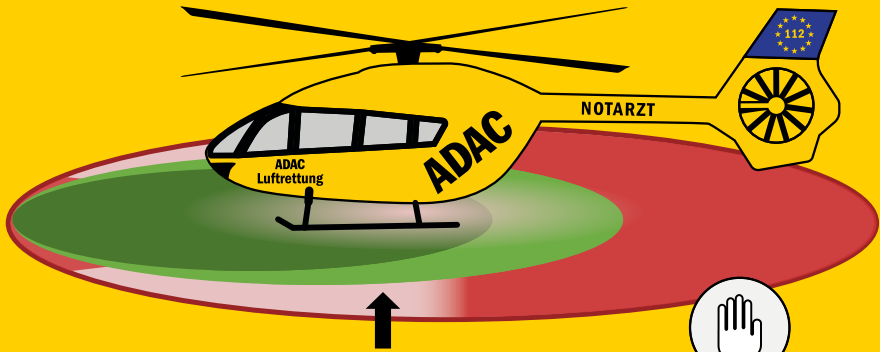 112
NOTARZT
ADAC
ADAC
Luftrettung